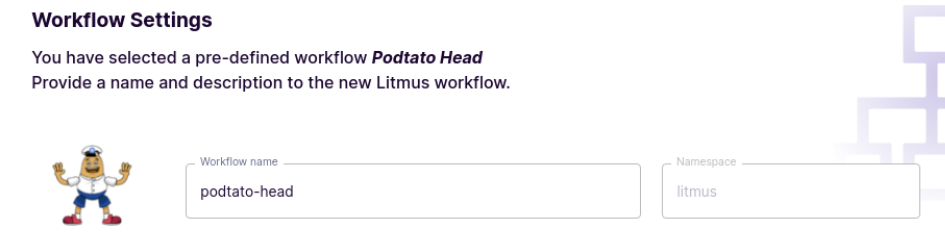 Workflow Settings
You have selected a pre-defined workflow Podtato Head
Provide a name and description to the new Litmus workflow.
Workflow name
podtato-head
Namespace
litmus